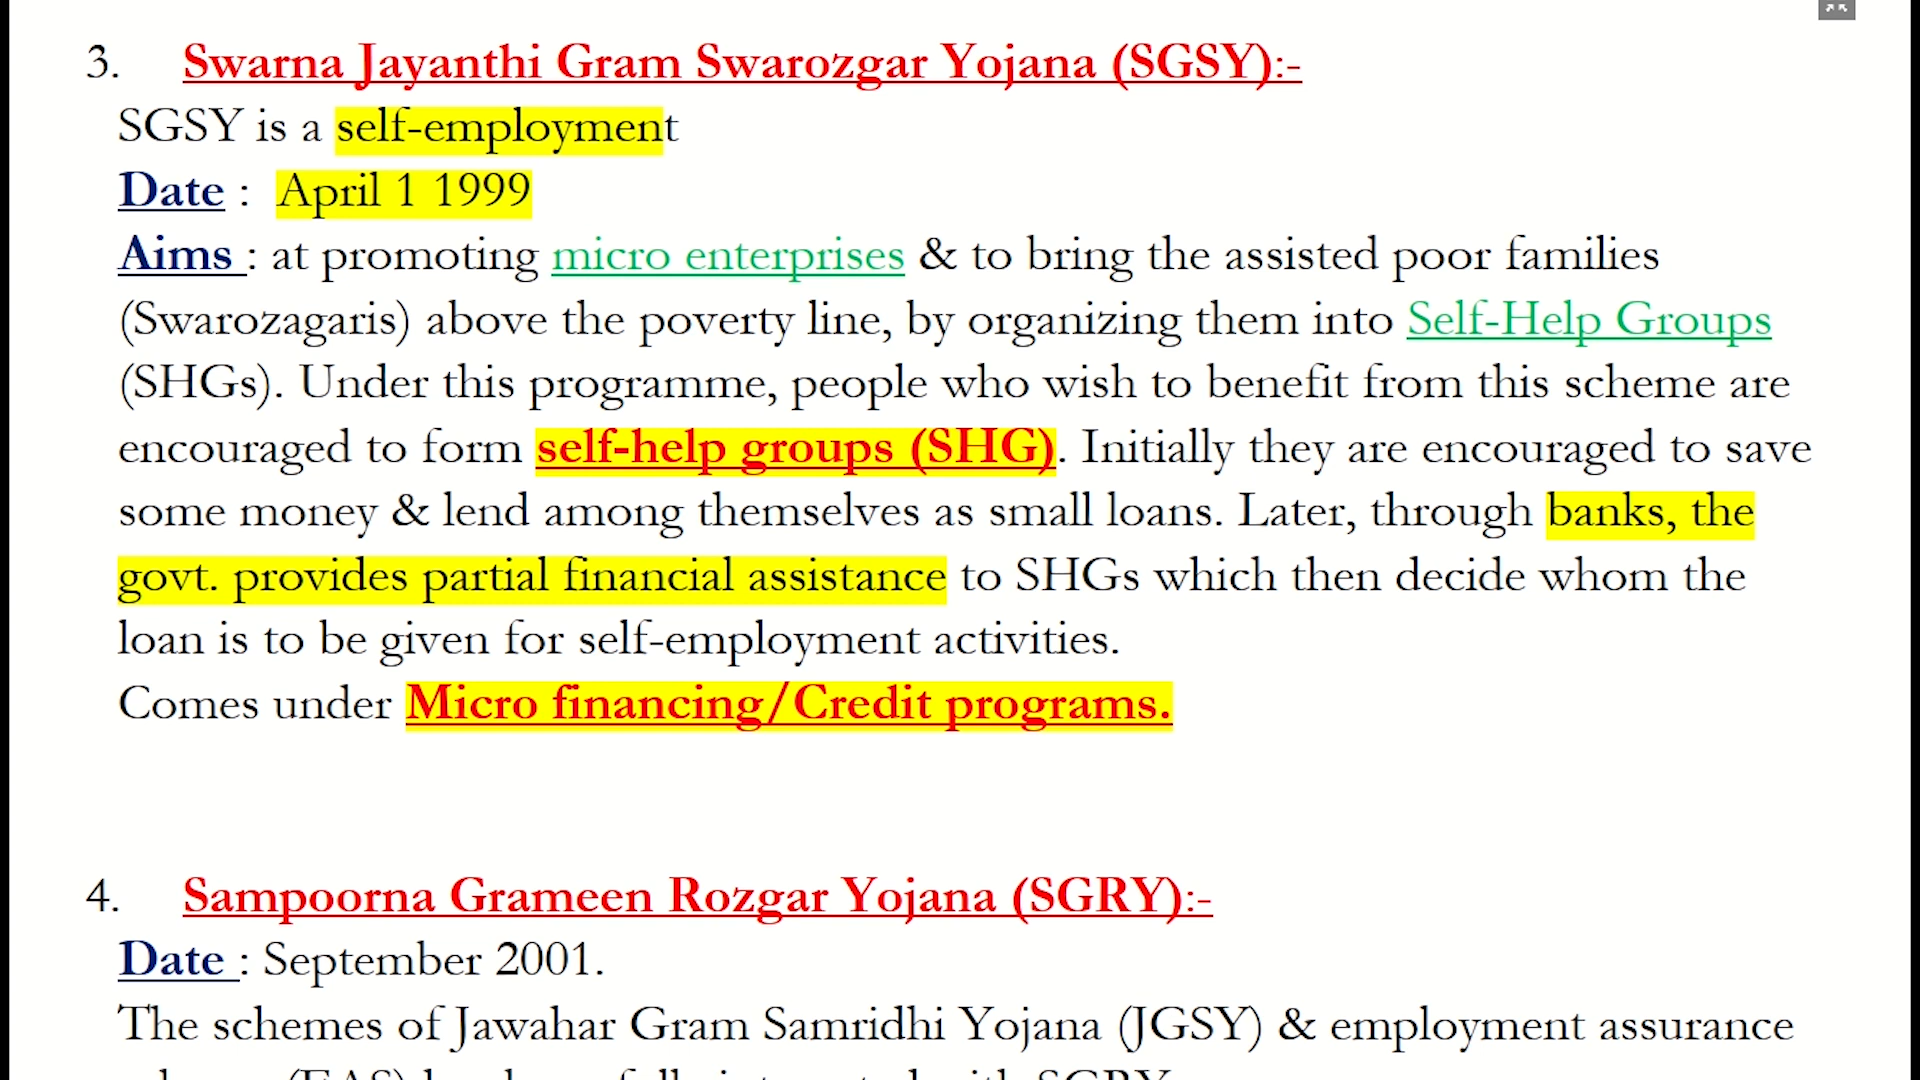 3. Swarna Jayanthi Gram Swarozgar Yojana (SGSY):-
SGSY is a self-employment
Date : April 1 1999
Aims : at promoting micro enterprises & to bring the assisted poor families
(Swarozagaris) above the poverty line, by organizing them into Self-Help Groups
(SHGs). Under this programme, people who wish to benefit from this scheme are
encouraged to form self-help groups (SHG). Initially they are encouraged to save
some money & lend among themselves as small loans. Later, through banks, the
govt. provides partial financial assistance to SHGs which then decide whom the
loan is to be given for self-employment activities.
Comes under Micro financing/Credit programs.
4. Sampoorna Grameen Rozgar Yojana (SGRY):-
Date : September 2001.
The schemes of Jawahar Gram Samridhi Yojana (JGSY) & employment assurance
(EAS) SGRY